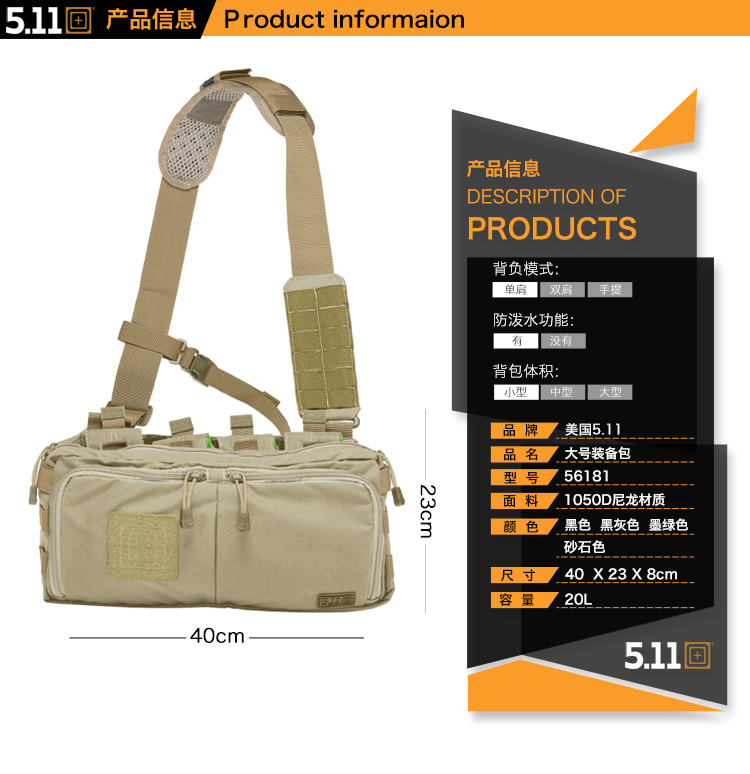 5.11 产品信息 Product informaion
产品信息
DESCRIPTION OF
PRODUCTS
背负模式:
单肩 双肩 手提
防泼水功能:
有 没有
背包体积:
小型 中型 大型
品牌 美国5.11
品名 大号装备包
型号 56181
面料 1050D尼龙材质
颜色 黑色 黑灰色 墨绿色
砂石色
尺寸 40 X 23 X 8cm
容量 20L
5.11
23cm
5.11
40cm